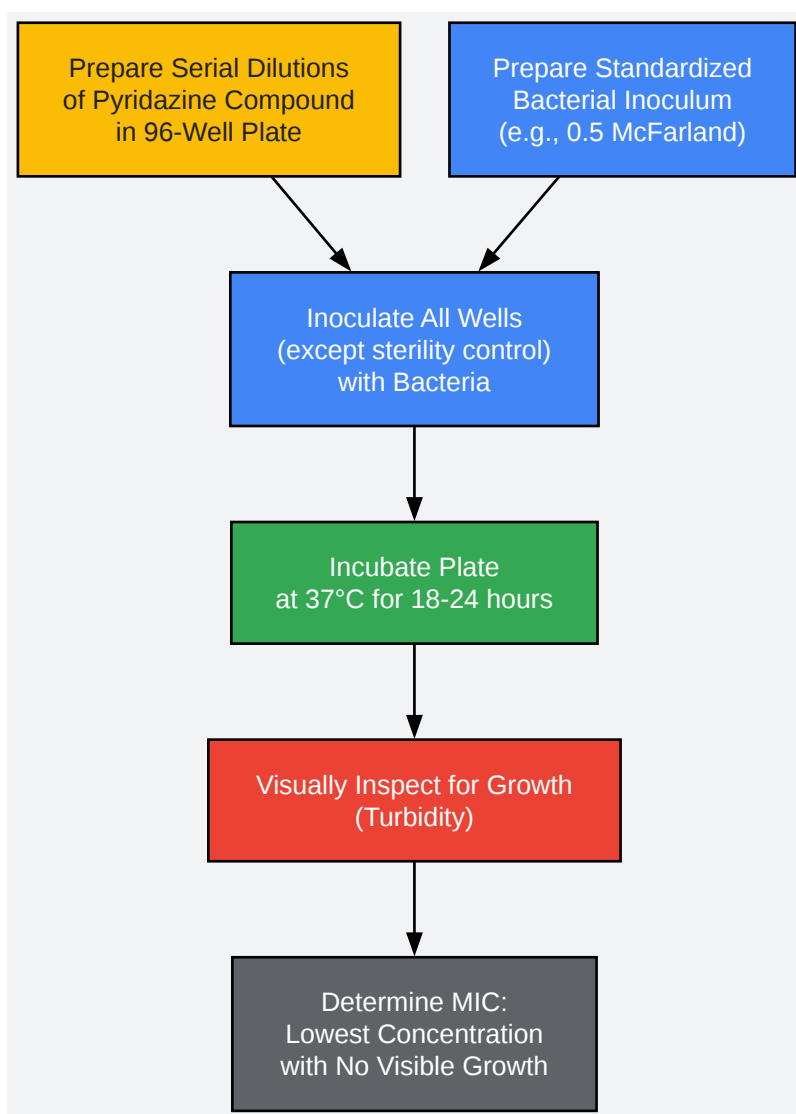 Prepare Serial Dilutions
of Pyridazine Compound
in 96-Well Plate
Prepare Standardized
Bacterial Inoculum
(e.g., 0.5 McFarland)
Inoculate All Wells
(except sterility control)
with Bacteria
Incubate Plate
at 37°C for 18-24 hours
Visually Inspect for Growth
(Turbidity)
Determine MIC:
Lowest Concentration
with No Visible Growth